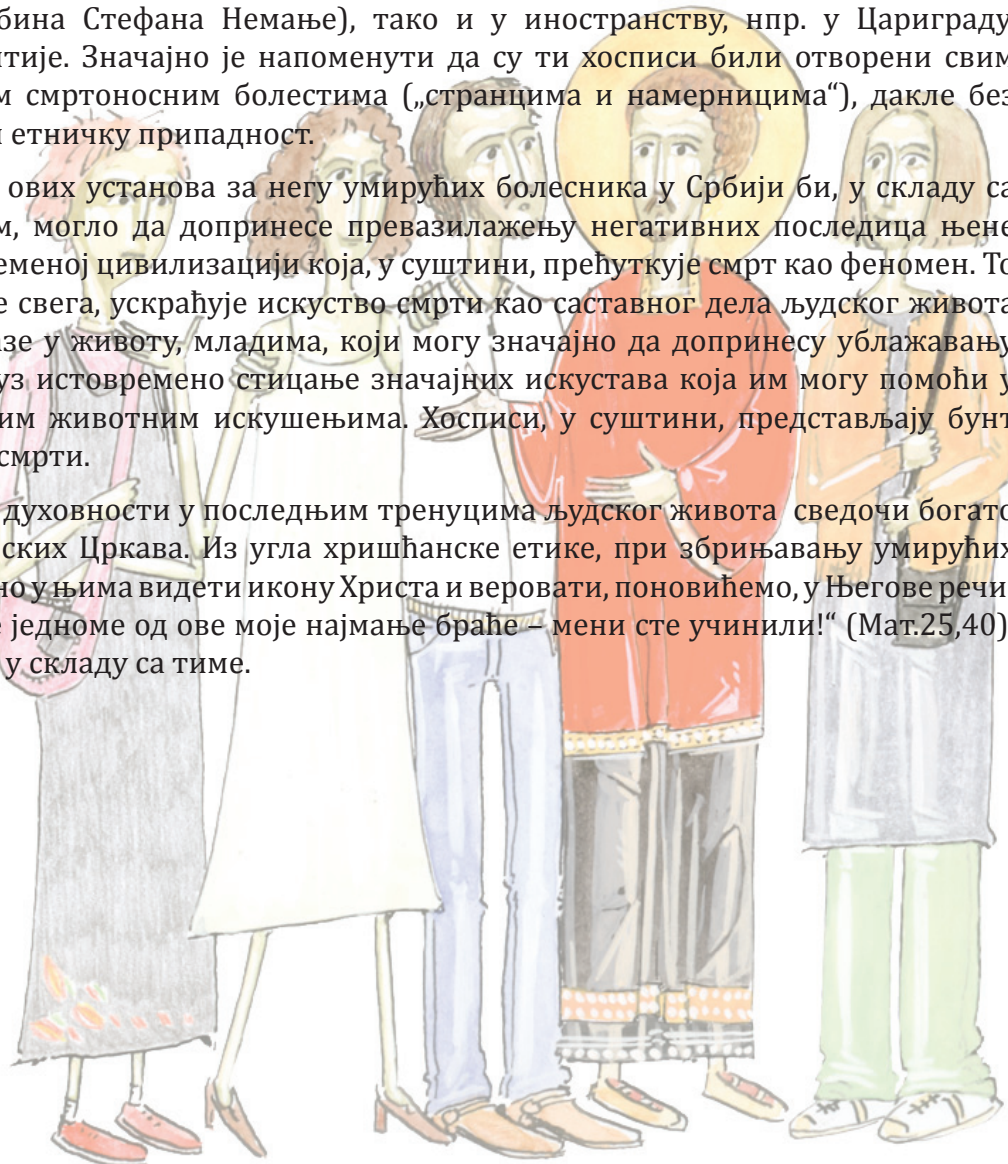 бина Стефана Немање), тако и у иностранству, нпр. у Цариграду
нтије. Значајно је напоменути да су ти хосписи били отворени свим
м смртоносним болестима („странцима и намерницима“), дакле без
и етничку припадност.
ових установа за негу умирућих болесника у Србији би, у складу са
м, могло да допринесе превазилажењу негативних последица њене
ременој цивилизацији која, у суштини, прећуткује смрт као феномен. То
е свега, ускраћује искуство смрти као саставног дела људског живота
азе у животу, младима, који могу значајно да допринесу ублажавању
уз истовремено стицање значајних искустава која им могу помоћи у
им животним искушењима. Хосписи, у суштини, представљају бунт
смрти.
духовности у последњим тренуцима људског живота сведочи богато
ских Цркава. Из угла хришћанске етике, при збрињавању умирућих
но у њима видети икону Христа и веровати, поновићемо, у Његове речи
е једноме од ове моје најмање браће – мени сте учинили!“ (Мат.25,40)
у складу са тиме.